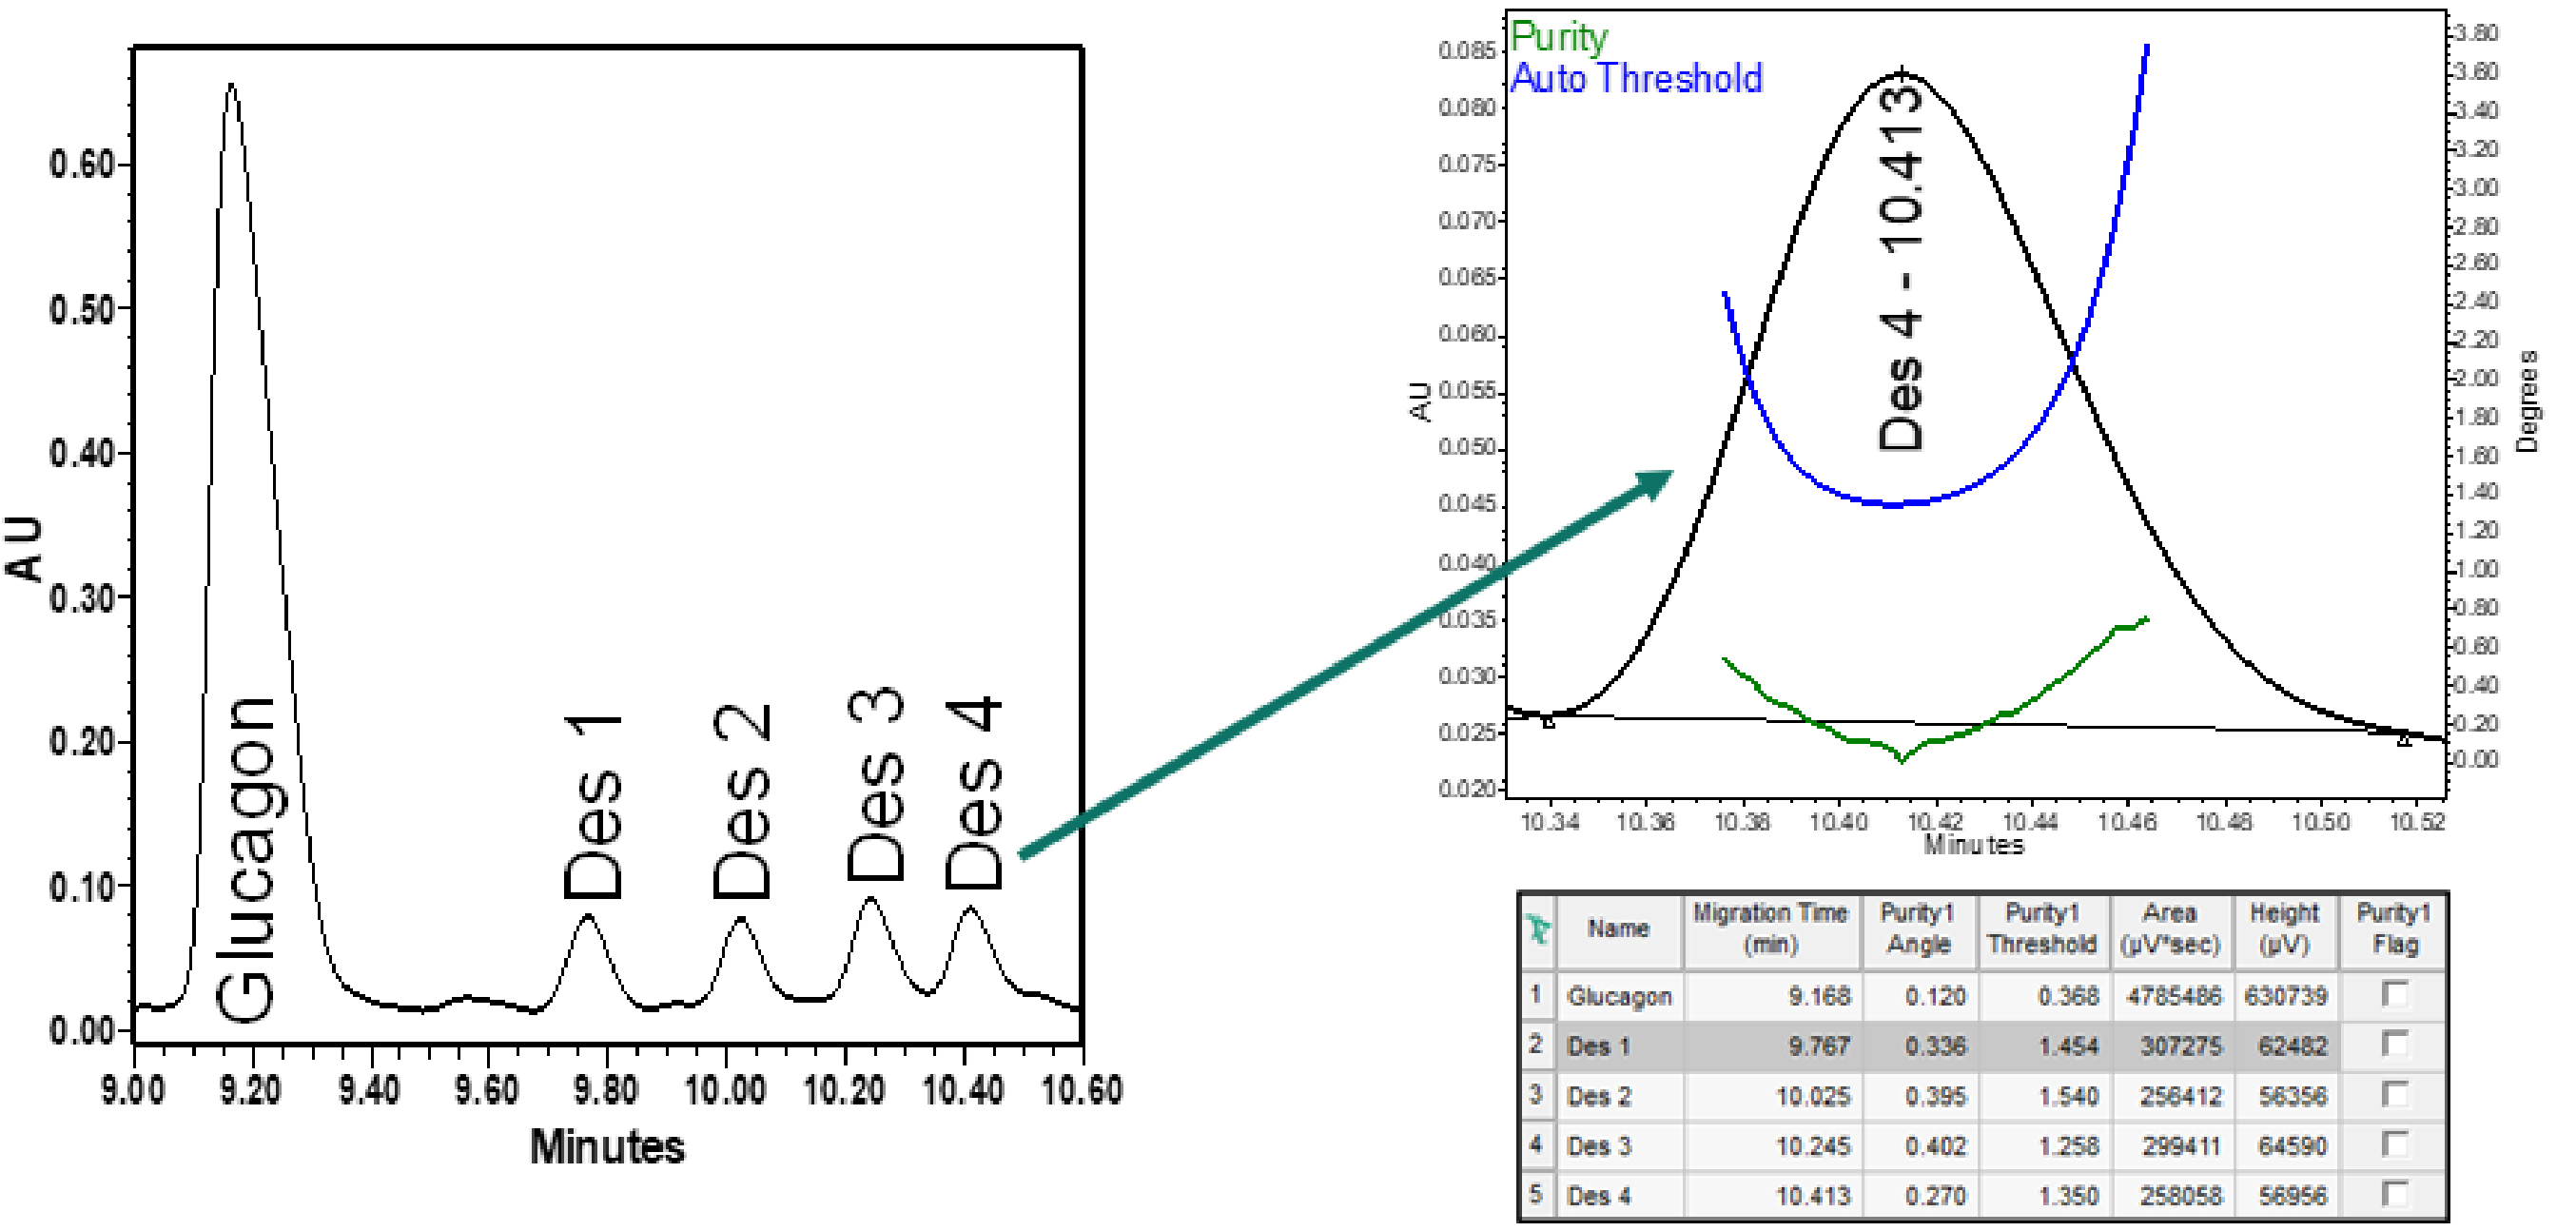 AU
0.60
0.50
0.40
0.30
0.20
0.10
0.00
Glucagon
Des 1
Des 2
Des 3
Des 4
9.00 9.20 9.40 9.60 9.80 10.00 10.20 10.40 10.60
Minutes
Purity
Auto Threshold
AU
0.085
0.080
0.075
0.070
0.065
0.060
0.055
0.050
0.045
0.040
0.035
0.030
0.025
0.020
Des 4 - 10.413
3.80
3.60
3.40
3.20
3.00
2.80
2.60
2.40
2.20
2.00
1.80
1.60
1.40
1.20
1.00
0.80
0.60
0.40
0.20
0.00
Degrees
10.34 10.36 10.38 10.40 10.42 10.44 10.46 10.48 10.50 10.52
Minutes
Name Migration Time (min) Purity1 Angle Purity1 Threshold Area (µV*sec) Height (µV) Purity1 Flag
1 Glucagon 9.168 0.120 0.368 4785486 630739
2 Des 1 9.767 0.336 1.454 307275 62482
3 Des 2 10.025 0.395 1.540 256412 56356
4 Des 3 10.245 0.402 1.258 299411 64590
5 Des 4 10.413 0.270 1.350 258058 56956